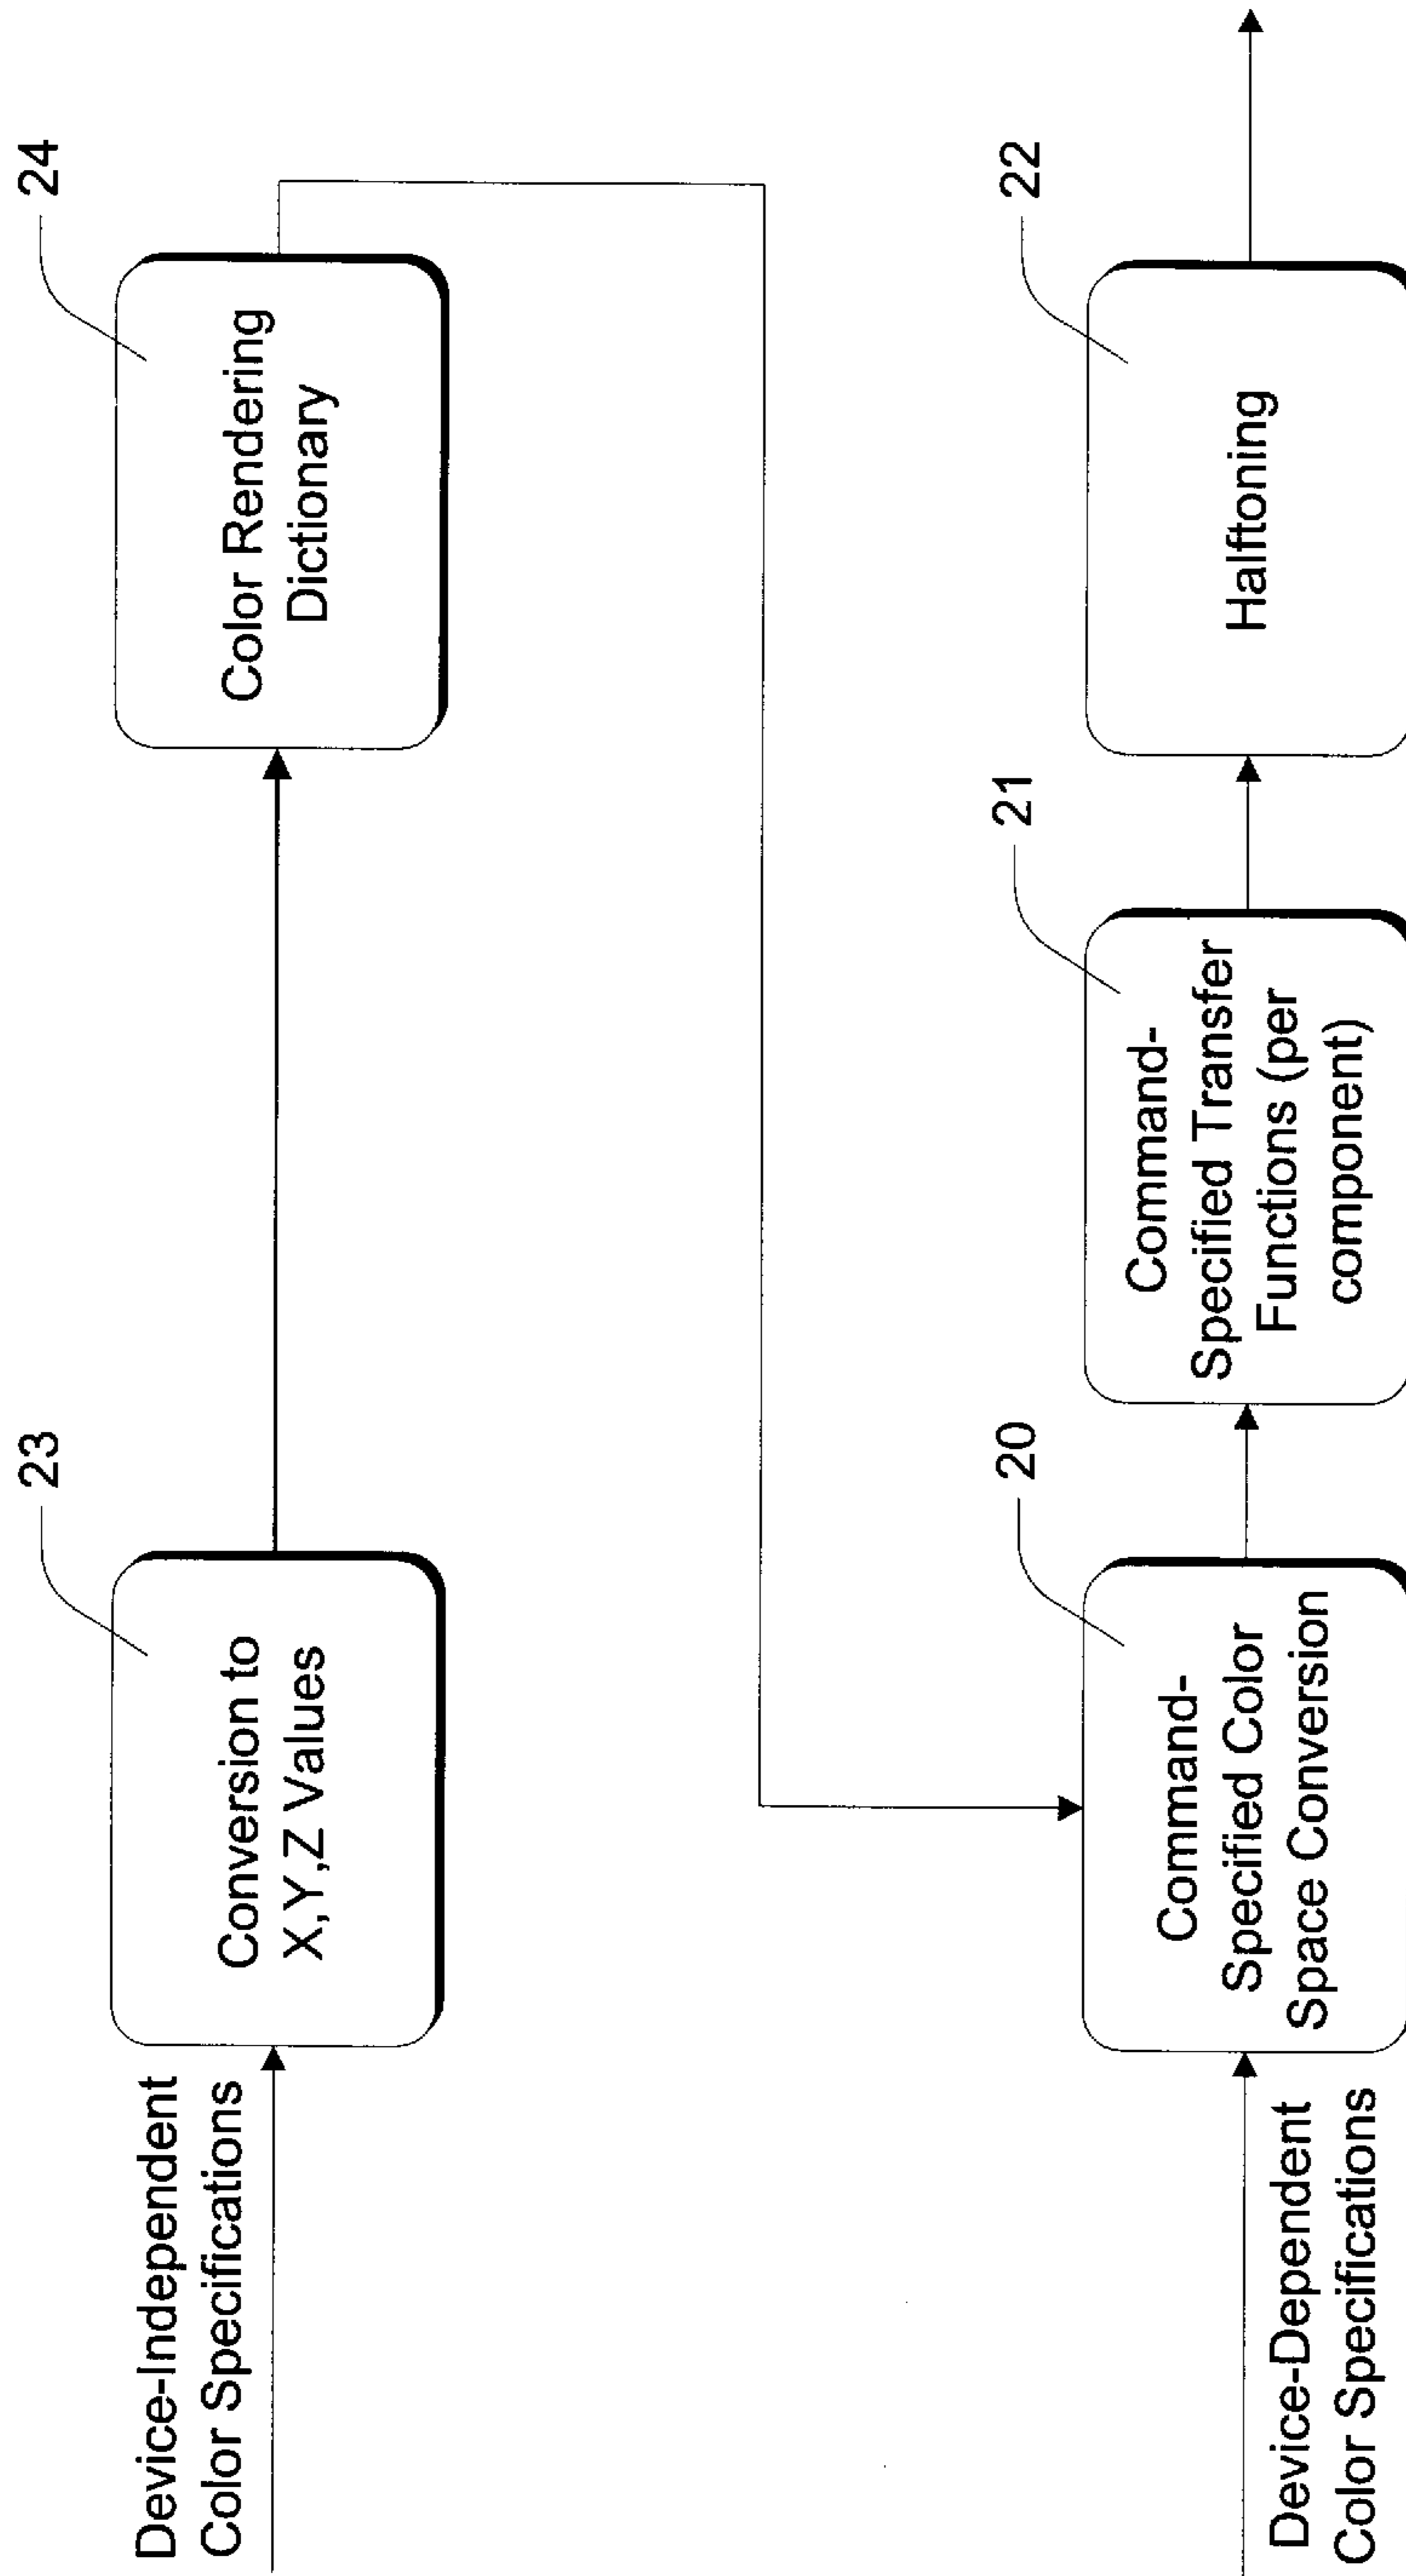 Device-Independent
Color Specifications
23
Conversion to
X,Y,Z Values
24
Color Rendering
Dictionary
Device-Dependent
Color Specifications
20
Command-
Specified Color
Space Conversion
21
Command-
Specified Transfer
Functions (per
component)
22
Halftoning